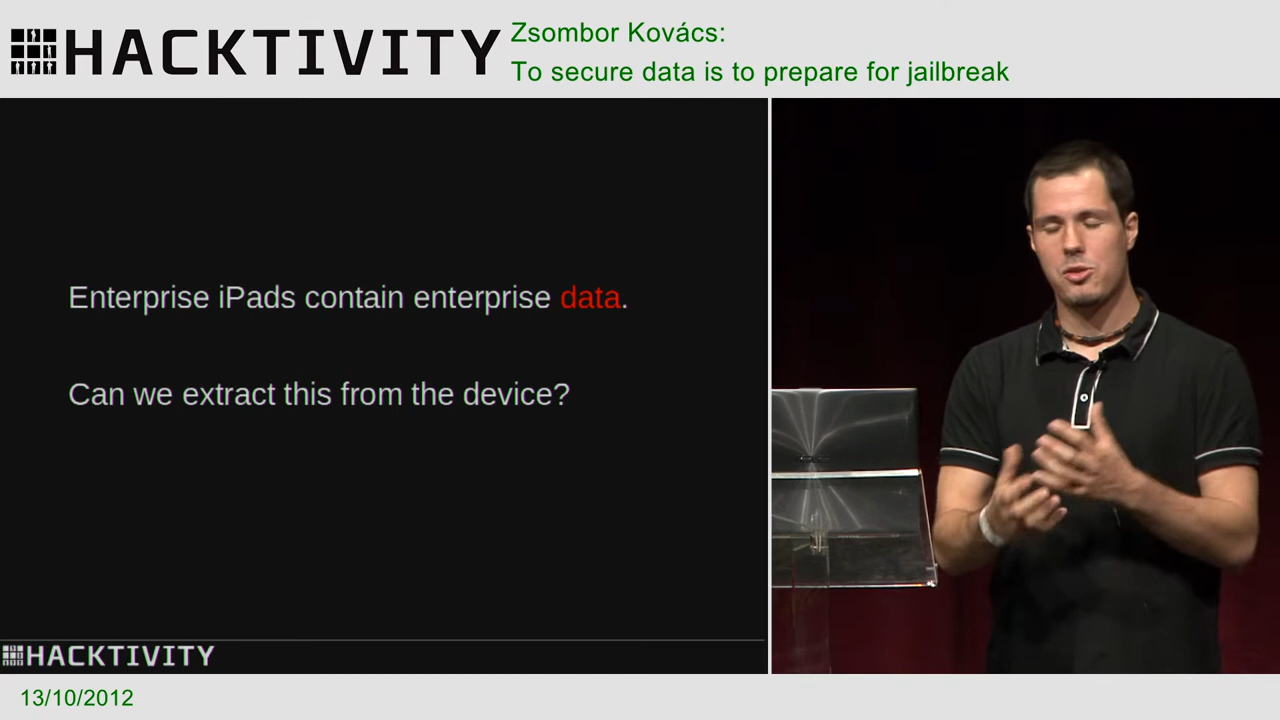 HACKTIVITY
Zsombor Kovács:
To secure data is to prepare for jailbreak
Enterprise iPads contain enterprise data.
Can we extract this from the device?
HACKTIVITY
13/10/2012